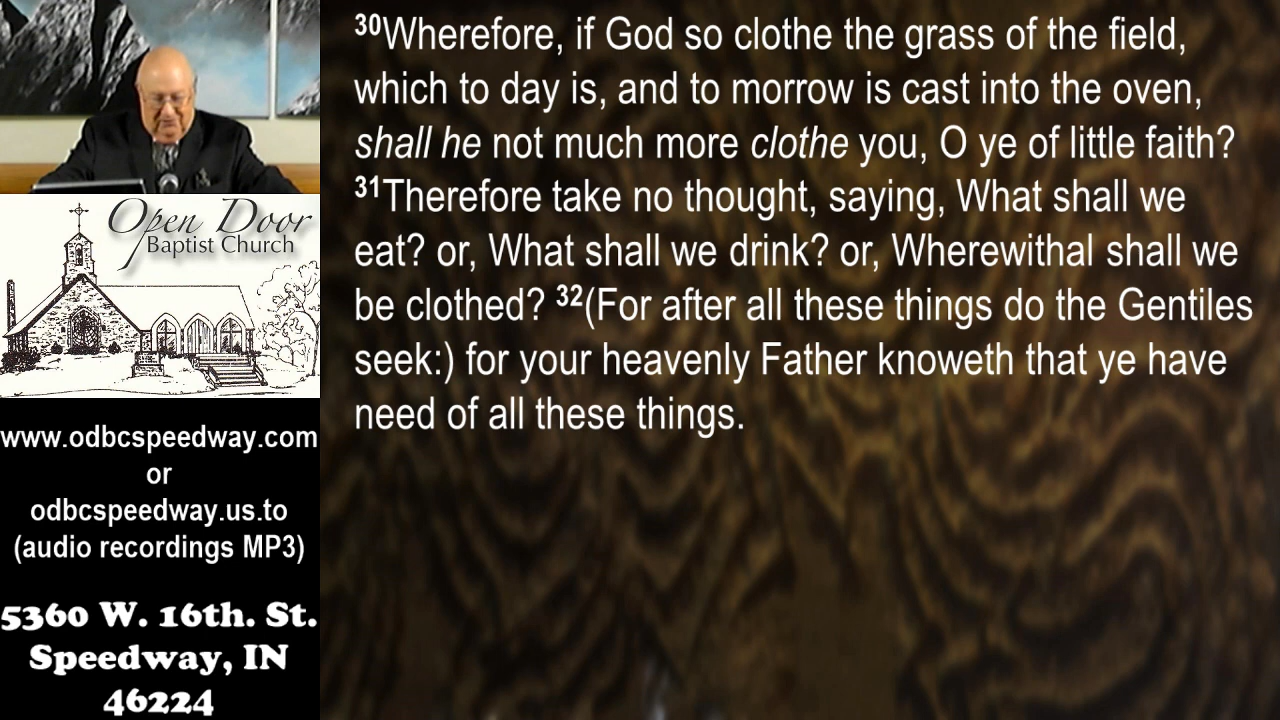 30Wherefore, if God so clothe the grass of the field,
which to day is, and to morrow is cast into the oven,
shall he not much more clothe you, O ye of little faith?
31Therefore take no thought, saying, What shall we
eat? or, What shall we drink? or, Wherewithal shall we
be clothed? 32(For after all these things do the Gentiles
seek:) for your heavenly Father knoweth that ye have
need of all these things.
Open Door
Baptist Church
www.odbcspeedway.com
or
odbcspeedway.us.to
(audio recordings MP3)
5360 W. 16th. St.
Speedway, IN
46224